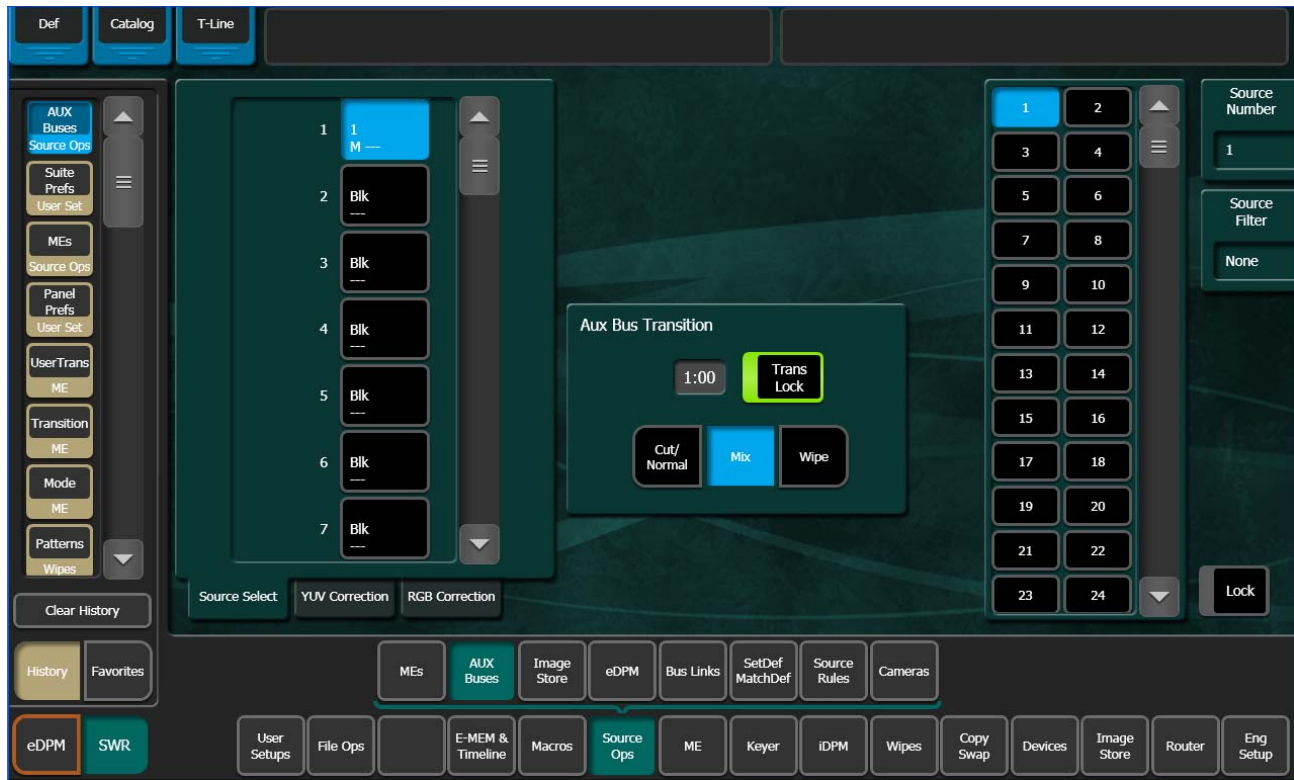 Def
Catalog
T-Line
AUX
Buses
Source Ops
Suite
Prefs
User Set
MEs
Source Ops
Panel
Prefs
User Set
UserTrans
ME
Transition
ME
Mode
ME
Patterns
Wipes
Clear History
History
Favorites
1
1
M ---
2
Blk
---
3
Blk
---
4
Blk
---
5
Blk
---
6
Blk
---
7
Blk
---
Source Select
YUV Correction
RGB Correction
Aux Bus Transition
1:00
Trans
Lock
Cut/
Normal
Mix
Wipe
1
2
3
4
5
6
7
8
9
10
11
12
13
14
15
16
17
18
19
20
21
22
23
24
Source
Number
1
Source
Filter
None
Lock
MEs
AUX
Buses
Image
Store
eDPM
Bus Links
SetDef
MatchDef
Source
Rules
Cameras
eDPM
SWR
User
Setups
File Ops
E-MEM &
Timeline
Macros
Source
Ops
ME
Keyer
iDPM
Wipes
Copy
Swap
Devices
Image
Store
Router
Eng
Setup